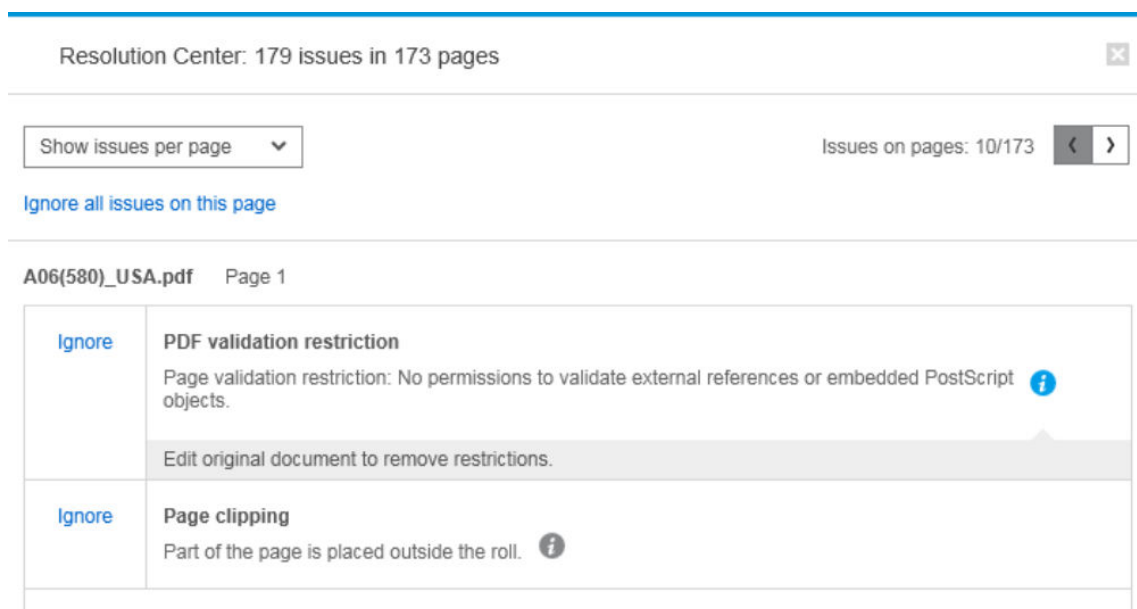 Resolution Center: 179 issues in 173 pages
Show issues per page
Issues on pages: 10/173
Ignore all issues on this page
A06(580)_USA.pdf Page 1
Ignore
PDF validation restriction
Page validation restriction: No permissions to validate external references or embedded PostScript
objects.
Edit original document to remove restrictions.
Ignore
Page clipping
Part of the page is placed outside the roll.